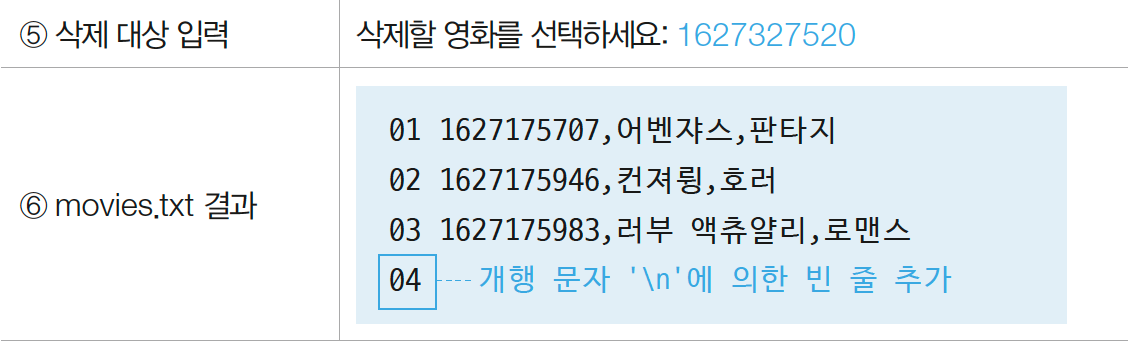 ⑤ 삭제 대상 입력
삭제할 영화를 선택하세요: 1627327520
⑥ movies.txt 결과
01 1627175707,어벤쟈스,판타지
02 1627175946,컨져륑,호러
03 1627175983,러부 액츄얄리,로맨스
04 개행 문자 '\n'에 의한 빈 줄 추가